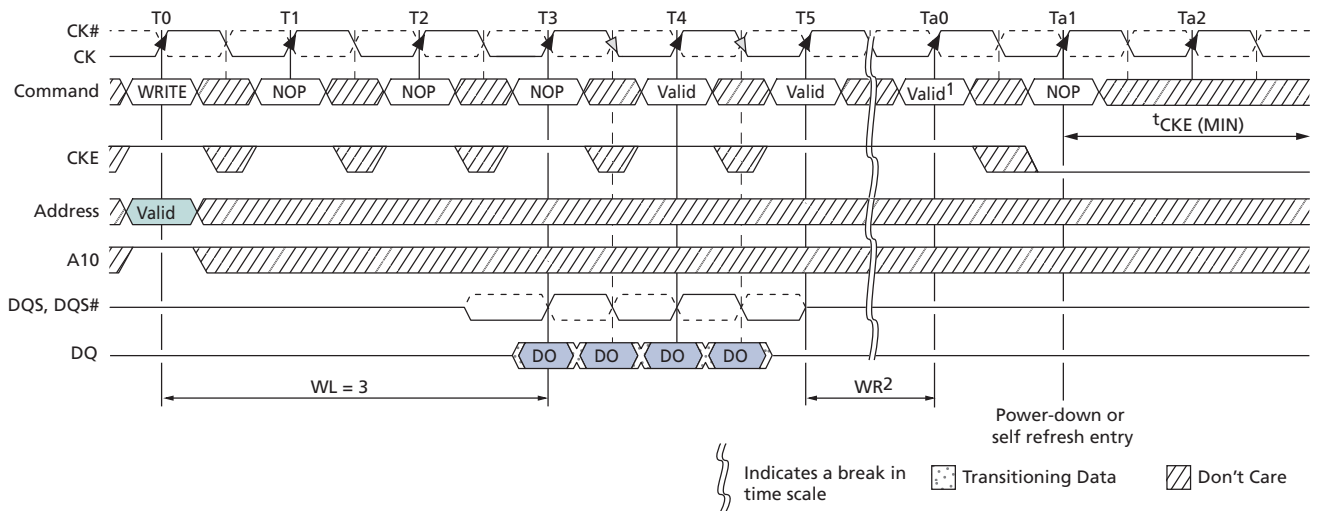 T0 T1 T2 T3 T4 T5 Ta0 Ta1 Ta2
CK#
CK
Command WRITE NOP NOP NOP Valid Valid Valid1 NOP
tCKE (MIN)
CKE
Address Valid
A10
DQS, DQS#
DQ DO DO DO DO
WL = 3 WR2
Power-down or
self refresh entry
Indicates a break in
time scale
Transitioning Data
Don't Care